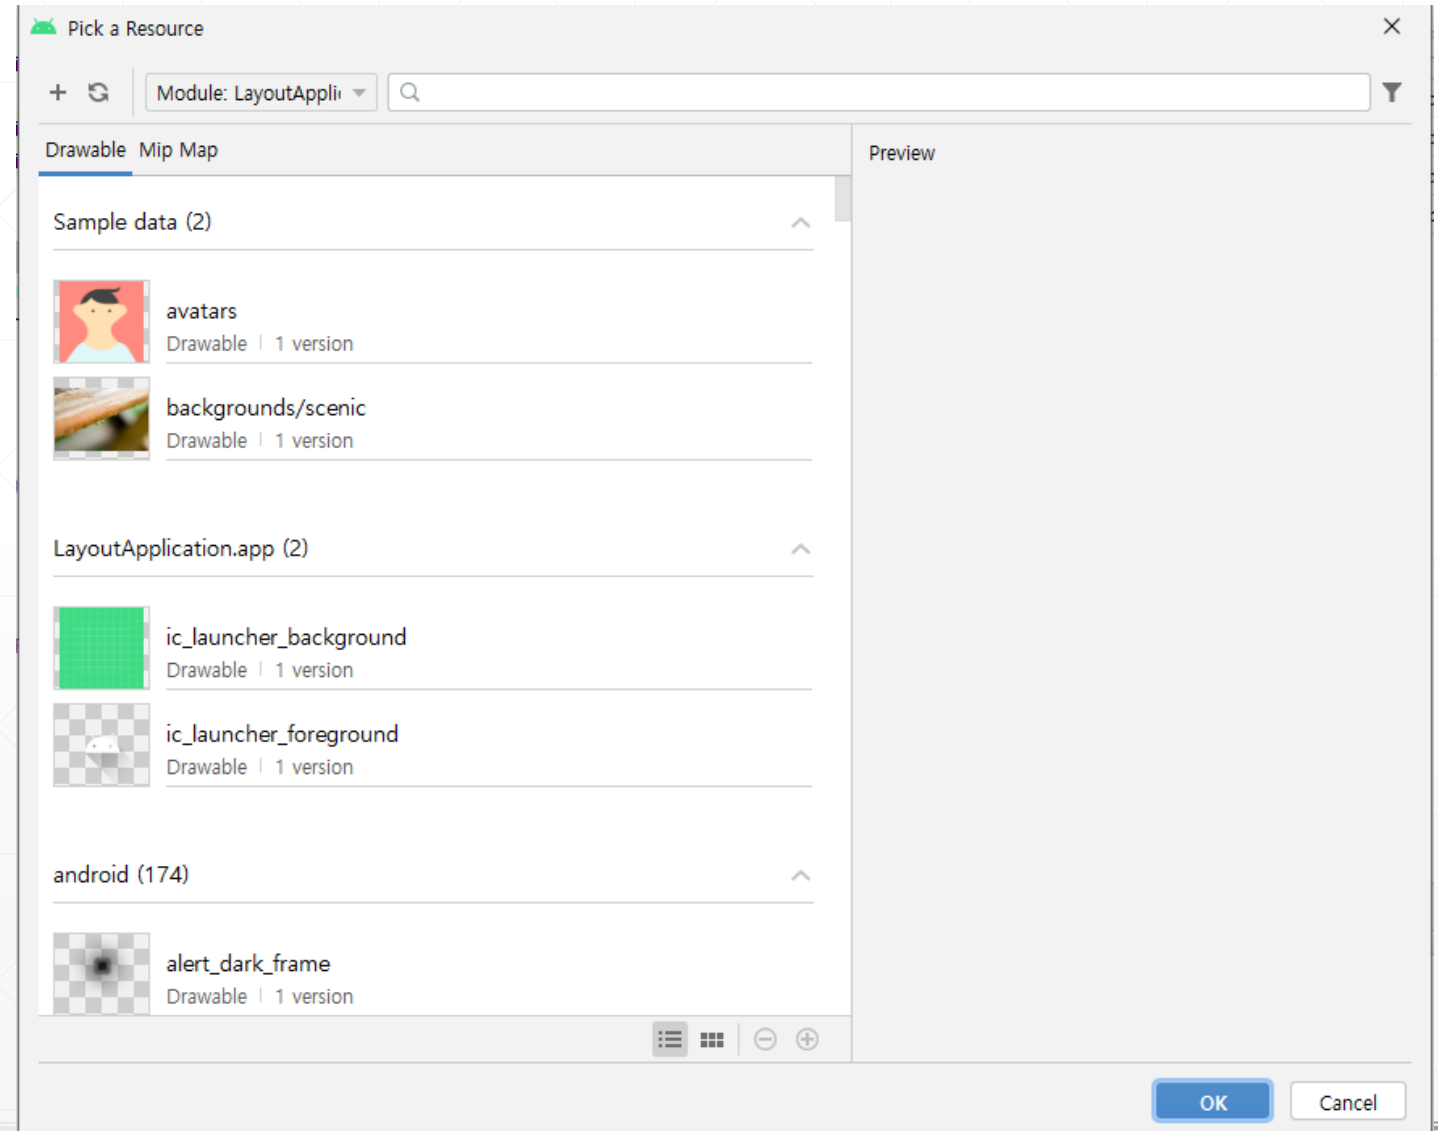 Pick a Resource
Module: LayoutApplic
Drawable Mip Map
Preview
Sample data (2)
avatars
Drawable | 1 version
backgrounds/scenic
Drawable | 1 version
LayoutApplication.app (2)
ic_launcher_background
Drawable | 1 version
ic_launcher_foreground
Drawable | 1 version
android (174)
alert_dark_frame
Drawable | 1 version
OK Cancel